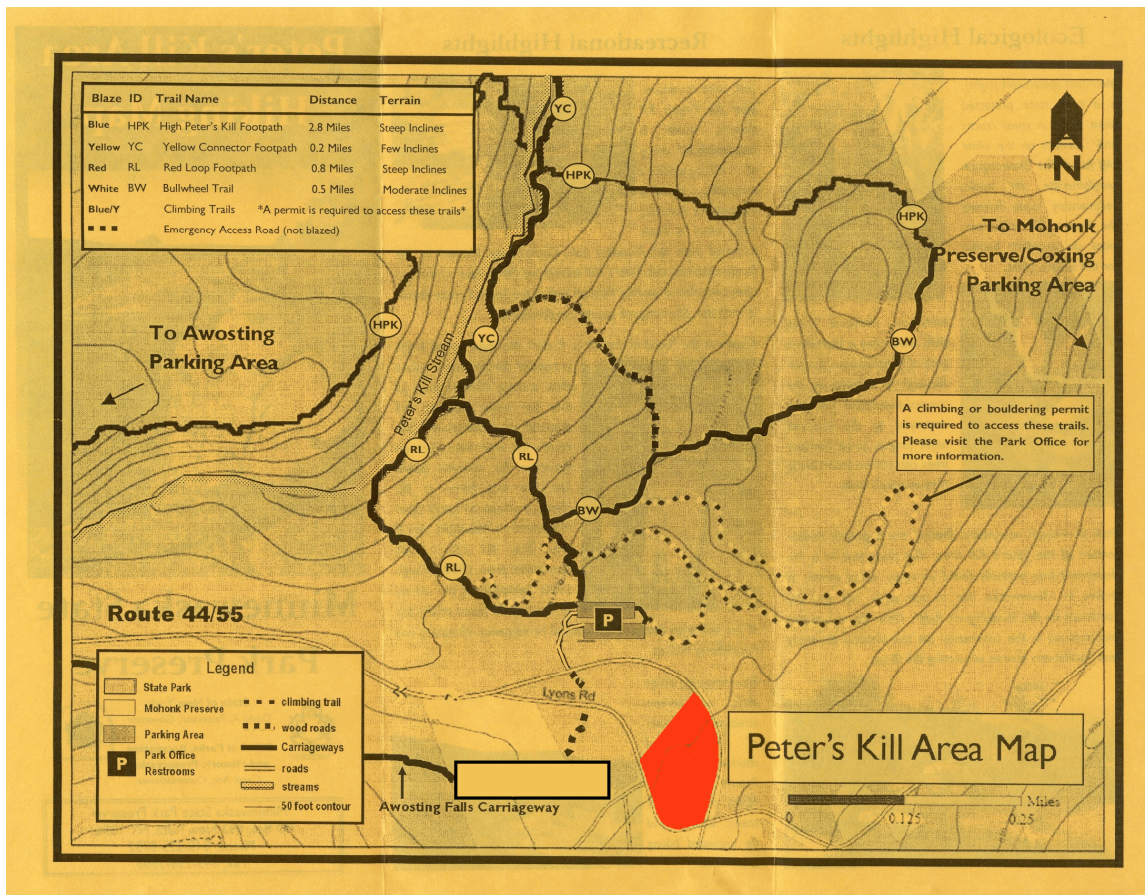 Blaze ID Trail Name Distance Terrain
Blue HPK High Peter's Kill Footpath 2.8 Miles Steep Inclines
Yellow YC Yellow Connector Footpath 0.2 Miles Few Inclines
Red RL Red Loop Footpath 0.8 Miles Steep Inclines
White BW Bullwheel Trail 0.5 Miles Moderate Inclines
Blue/Y Climbing Trails *A permit is required to access these trails*
Emergency Access Road (not blazed)
YC
HPK
HPK
N
To Mohonk
Preserve/Coxing
Parking Area
HPK
To Awosting
Parking Area
YC
BW
Peter's Kill Stream
A climbing or bouldering permit
is required to access these trails.
Please visit the Park Office for
more information.
RL
RL
BW
RL
Route 44/55
P
Lyons Rd
Legend
State Park
Mohonk Preserve
Parking Area
P
Park Office
Restrooms
climbing trail
wood roads
Carriageways
roads
streams
50 foot contour
Awosting Falls Carriageway
Peter's Kill Area Map
Miles
0 0.125 0.25